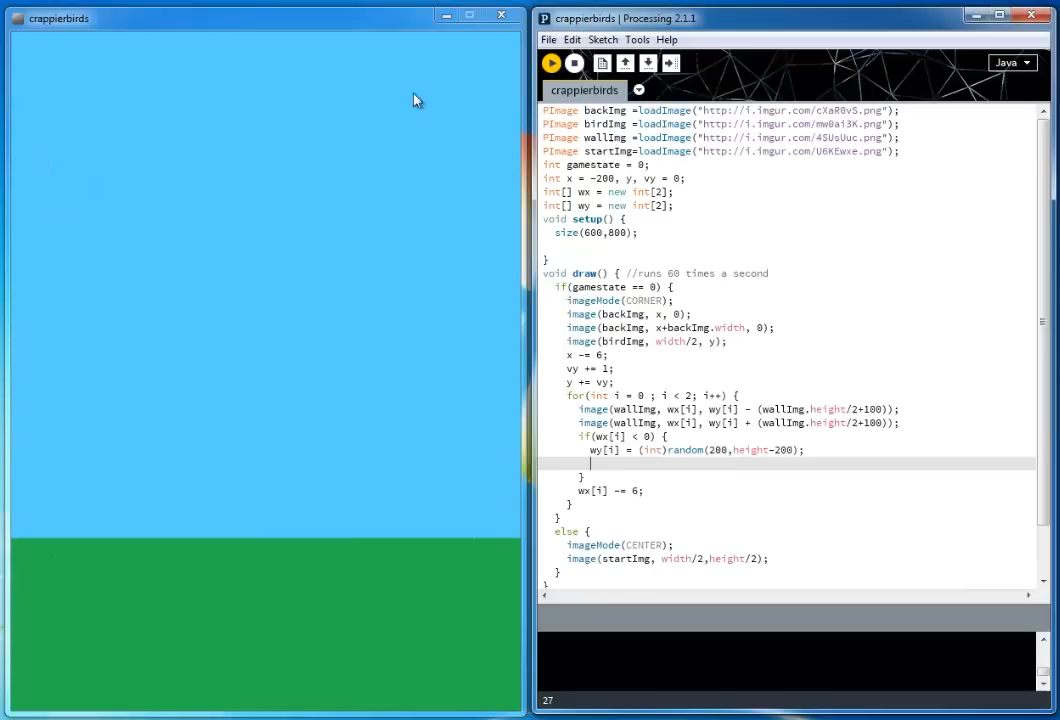 crappierbirds
crappierbirds | Processing 2.1.1
File Edit Sketch Tools Help
Java
crappierbirds
PImage backImg =loadImage("http://i.imgur.com/cXaR0vS.png");
PImage birdImg =loadImage("http://i.imgur.com/mw0ai3K.png");
PImage wallImg =loadImage("http://i.imgur.com/4SUsUuc.png");
PImage startImg=loadImage("http://i.imgur.com/U6KEwxe.png");
int gamestate = 0;
int x = -200, y, vy = 0;
int[] wx = new int[2];
int[] wy = new int[2];
void setup() {
size(600,800);
}
void draw() { //runs 60 times a second
if(gamestate == 0) {
imageMode(CORNER);
image(backImg, x, 0);
image(backImg, x+backImg.width, 0);
image(birdImg, width/2, y);
x -= 6;
vy += 1;
y += vy;
for(int i = 0 ; i < 2; i++) {
image(wallImg, wx[i], wy[i] - (wallImg.height/2+100));
image(wallImg, wx[i], wy[i] + (wallImg.height/2+100));
if(wx[i] < 0) {
wy[i] = (int)random(200,height-200);
}
wx[i] -= 6;
}
}
else {
imageMode(CENTER);
image(startImg, width/2,height/2);
}
}
27